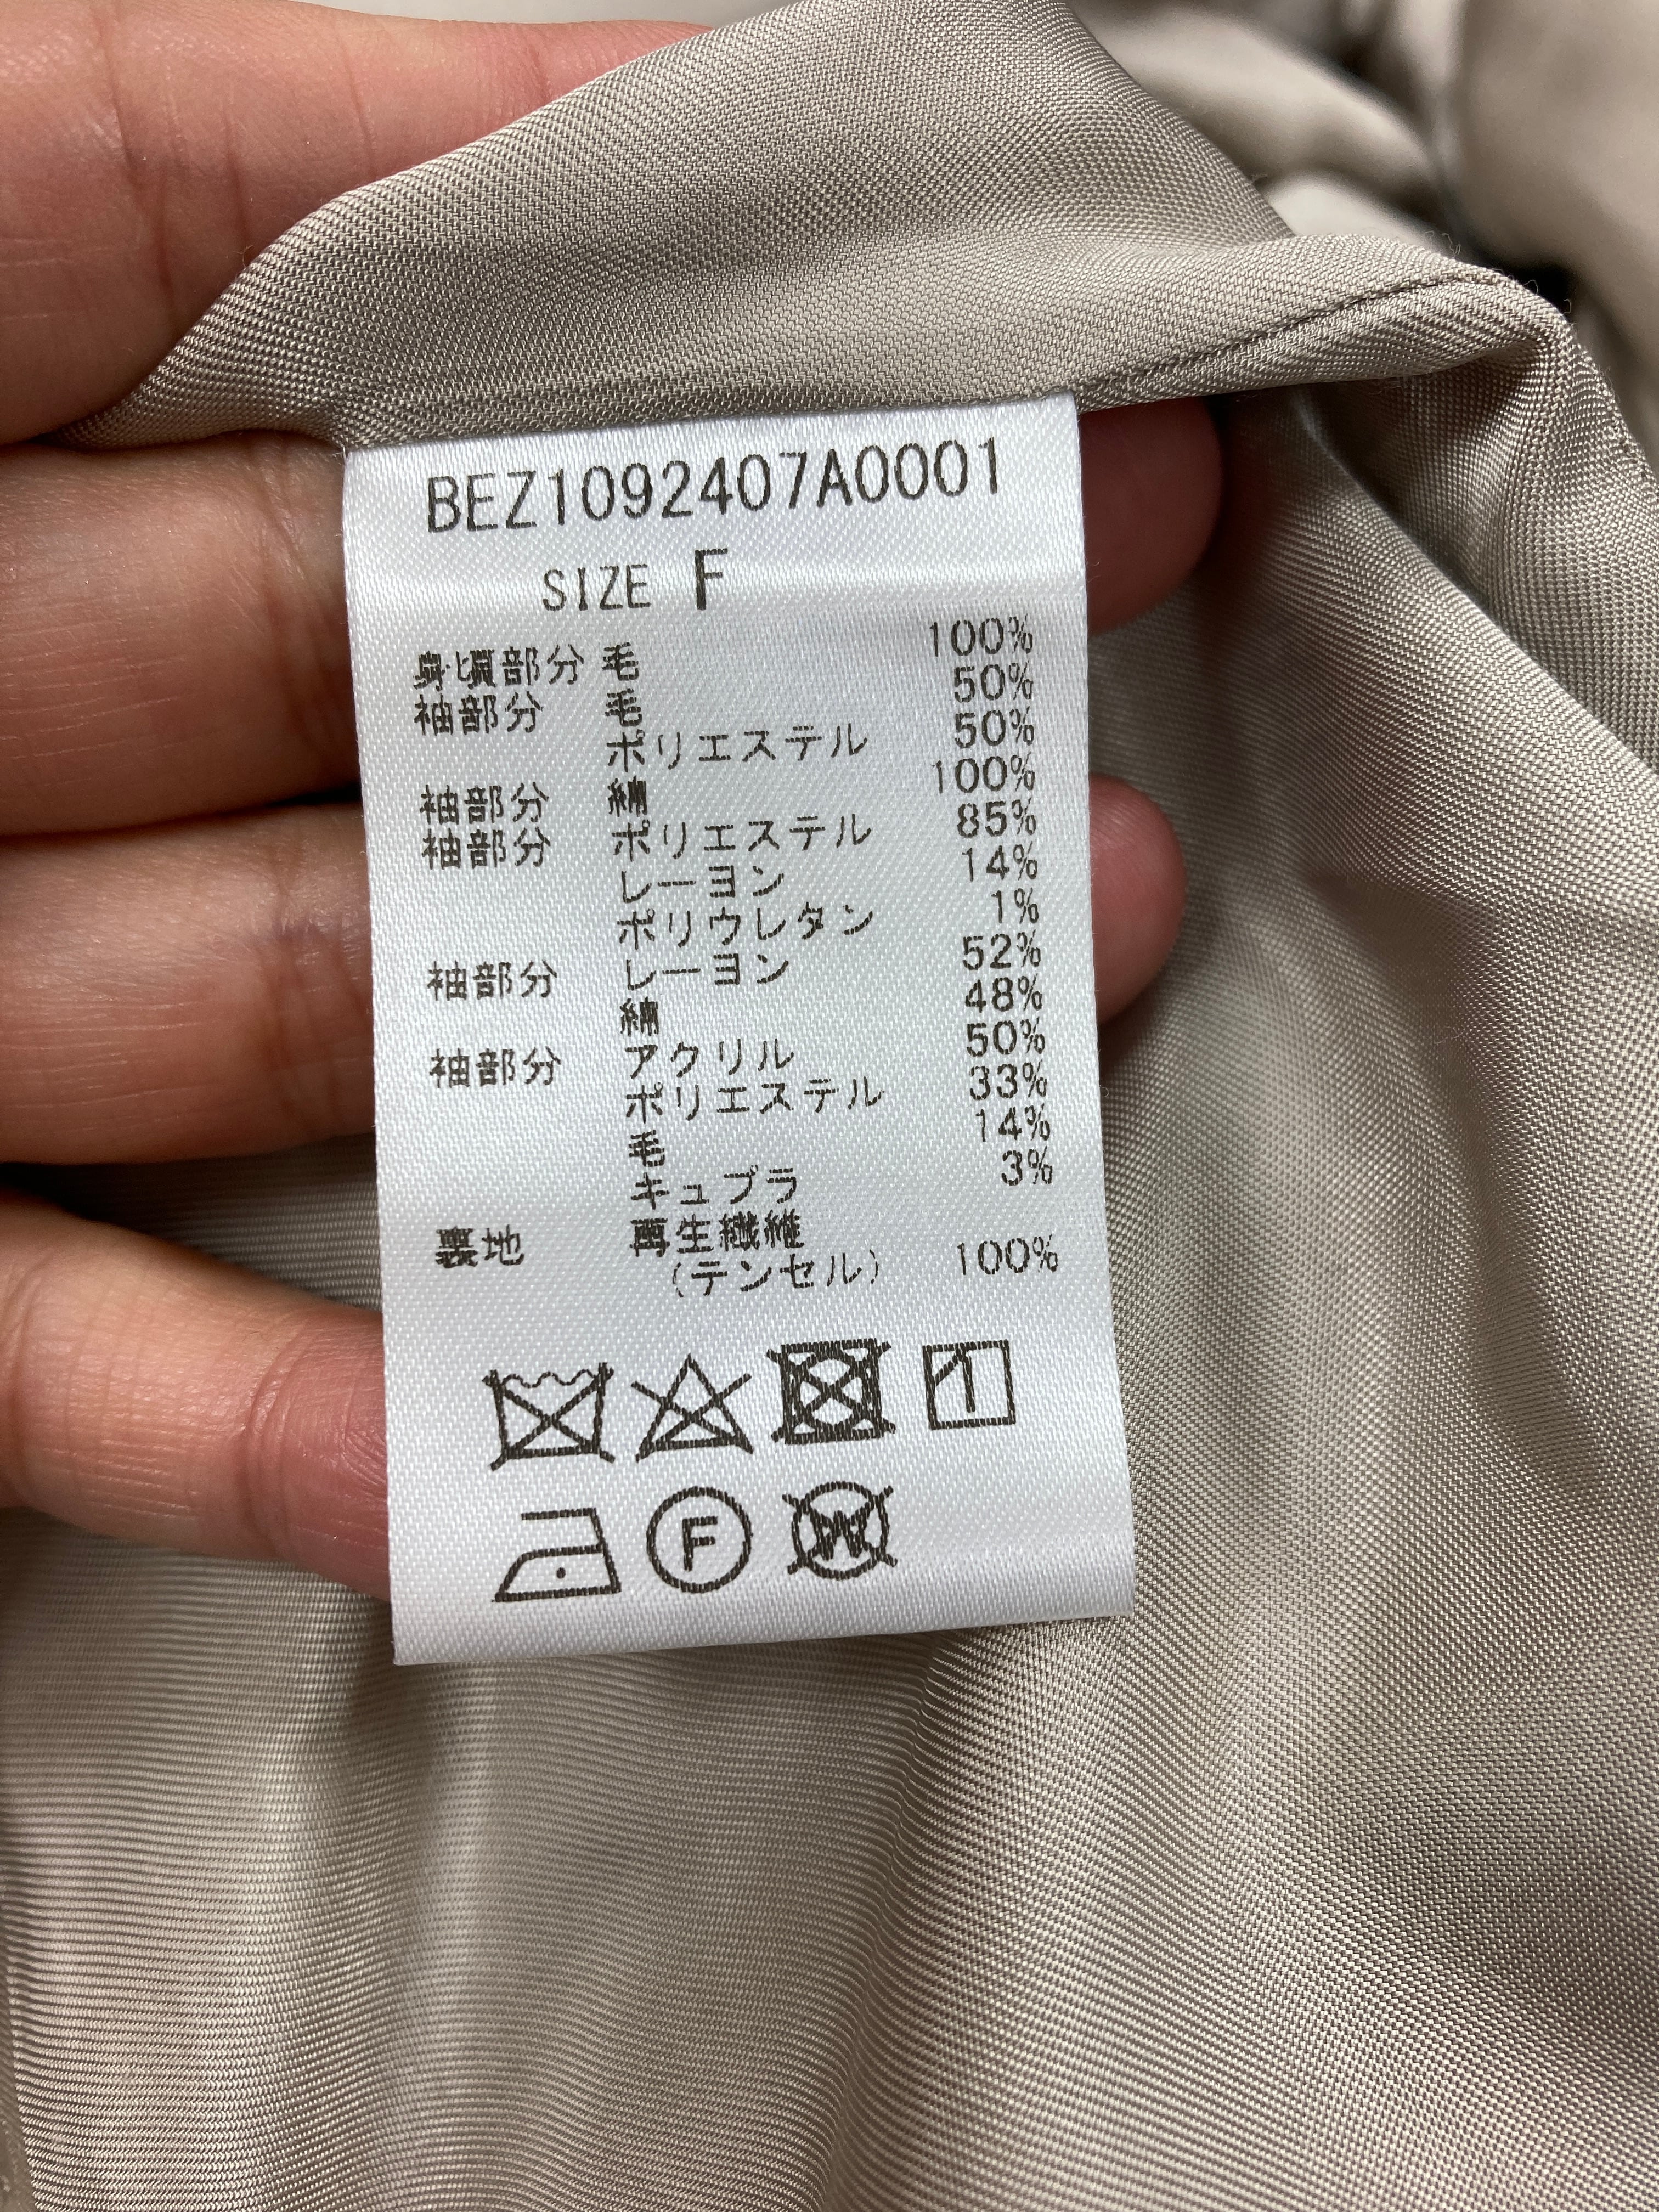 BEZ1092407A0001
SIZE F
身頃部分 毛 100%
袖部分 毛 50%
ポリエステル 50%
袖部分 綿 100%
袖部分 ポリエステル 85%
レーヨン 14%
ポリウレタン 1%
袖部分 レーヨン 52%
綿 48%
袖部分 アクリル 50%
ポリエステル 33%
毛 14%
キュプラ 3%
裏地 再生繊維
(テンセル) 100%
F W